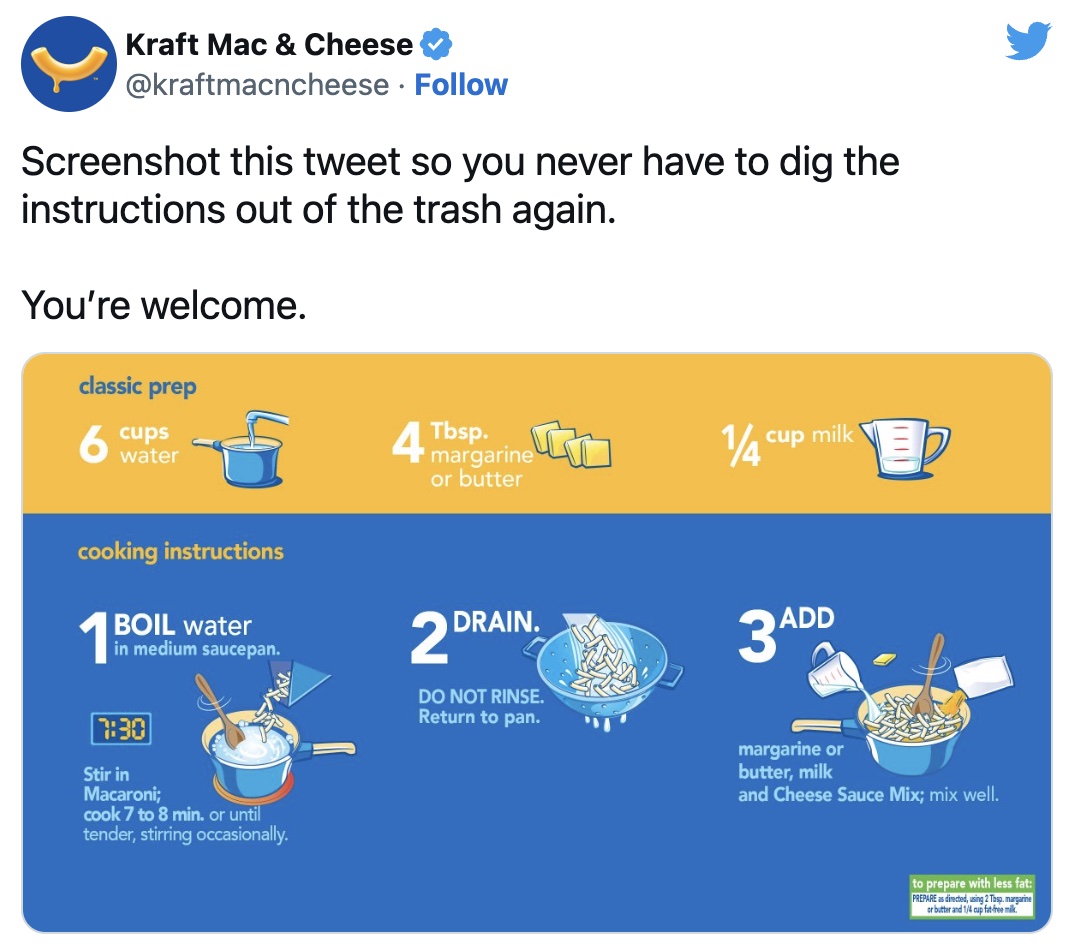 Kraft Mac & Cheese
@kraftmacncheese · Follow
Screenshot this tweet so you never have to dig the
instructions out of the trash again.
You’re welcome.
classic prep
6 cups
water
4 Tbsp.
margarine
or butter
1/4 cup milk
cooking instructions
1 BOIL water
in medium saucepan.
7:30
Stir in
Macaroni;
cook 7 to 8 min. or until
tender, stirring occasionally.
2 DRAIN.
DO NOT RINSE.
Return to pan.
3 ADD
margarine or
butter, milk
and Cheese Sauce Mix; mix well.
to prepare with less fat:
PREPARE as directed, using 2 Tbsp. margarine
or butter and 1/4 cup fat-free milk.